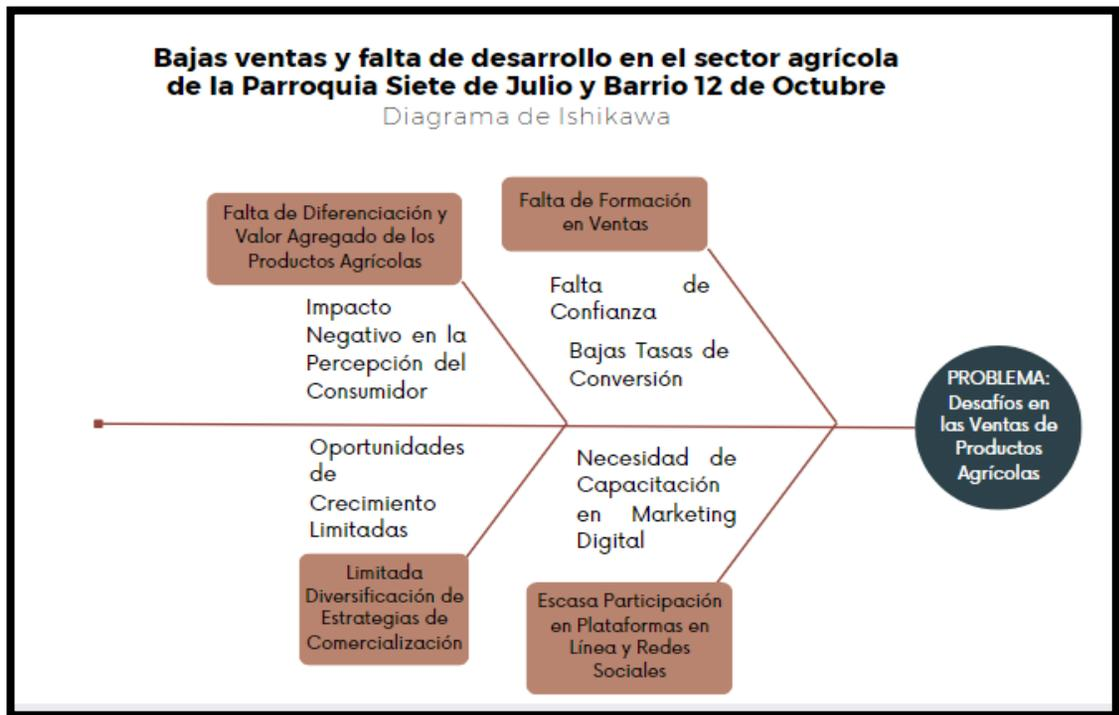 Bajas ventas y falta de desarrollo en el sector agrícola
de la Parroquia Siete de Julio y Barrio 12 de Octubre
Diagrama de Ishikawa
Falta de Diferenciación y
Valor Agregado de los
Productos Agrícolas
Falta de Formación
en Ventas
Impacto
Negativo en la
Percepción del
Consumidor
Falta de
Confianza
Bajas Tasas de
Conversión
PROBLEMA:
Desafíos en
las Ventas de
Productos
Agrícolas
Oportunidades
de
Crecimiento
Limitadas
Necesidad de
Capacitación
en Marketing
Digital
Limitada
Diversificación de
Estrategias de
Comercialización
Escasa Participación
en Plataformas en
Línea y Redes
Sociales